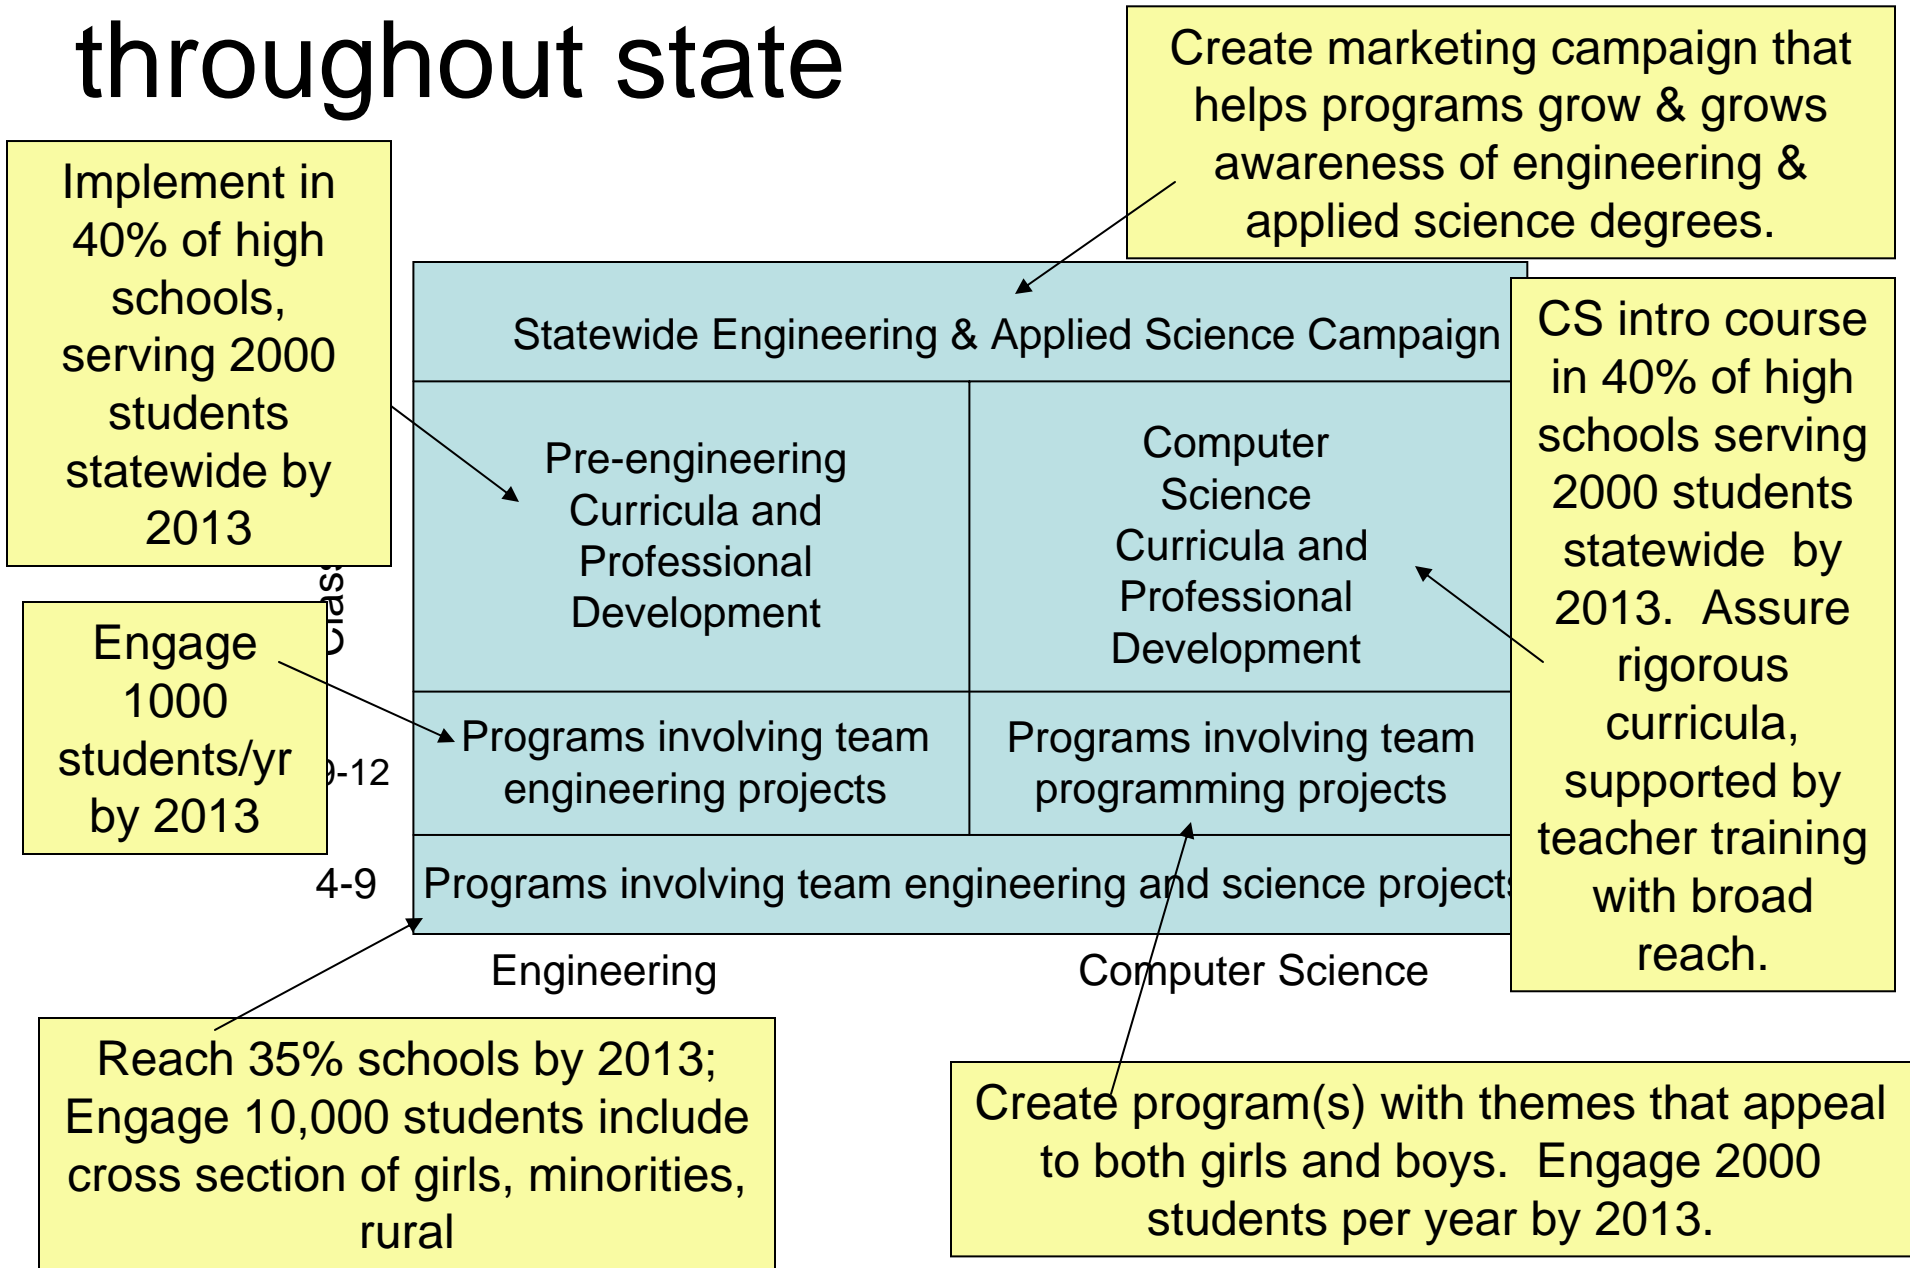 throughout state
Create marketing campaign that
helps programs grow & grows
awareness of engineering &
applied science degrees.
Implement in
40% of high
schools,
serving 2000
students
statewide by
2013
Statewide Engineering & Applied Science Campaign
CS intro course
in 40% of high
schools serving
2000 students
statewide by
2013. Assure
rigorous
curricula,
supported by
teacher training
with broad
reach.
Pre-engineering
Curricula and
Professional
Development
Computer
Science
Curricula and
Professional
Development
Engage
1000
students/yr
by 2013
Programs involving team
engineering projects
Programs involving team
programming projects
9-12
4-9
Programs involving team engineering and science projects
Engineering
Computer Science
Reach 35% schools by 2013;
Engage 10,000 students include
cross section of girls, minorities,
rural
Create program(s) with themes that appeal
to both girls and boys. Engage 2000
students per year by 2013.